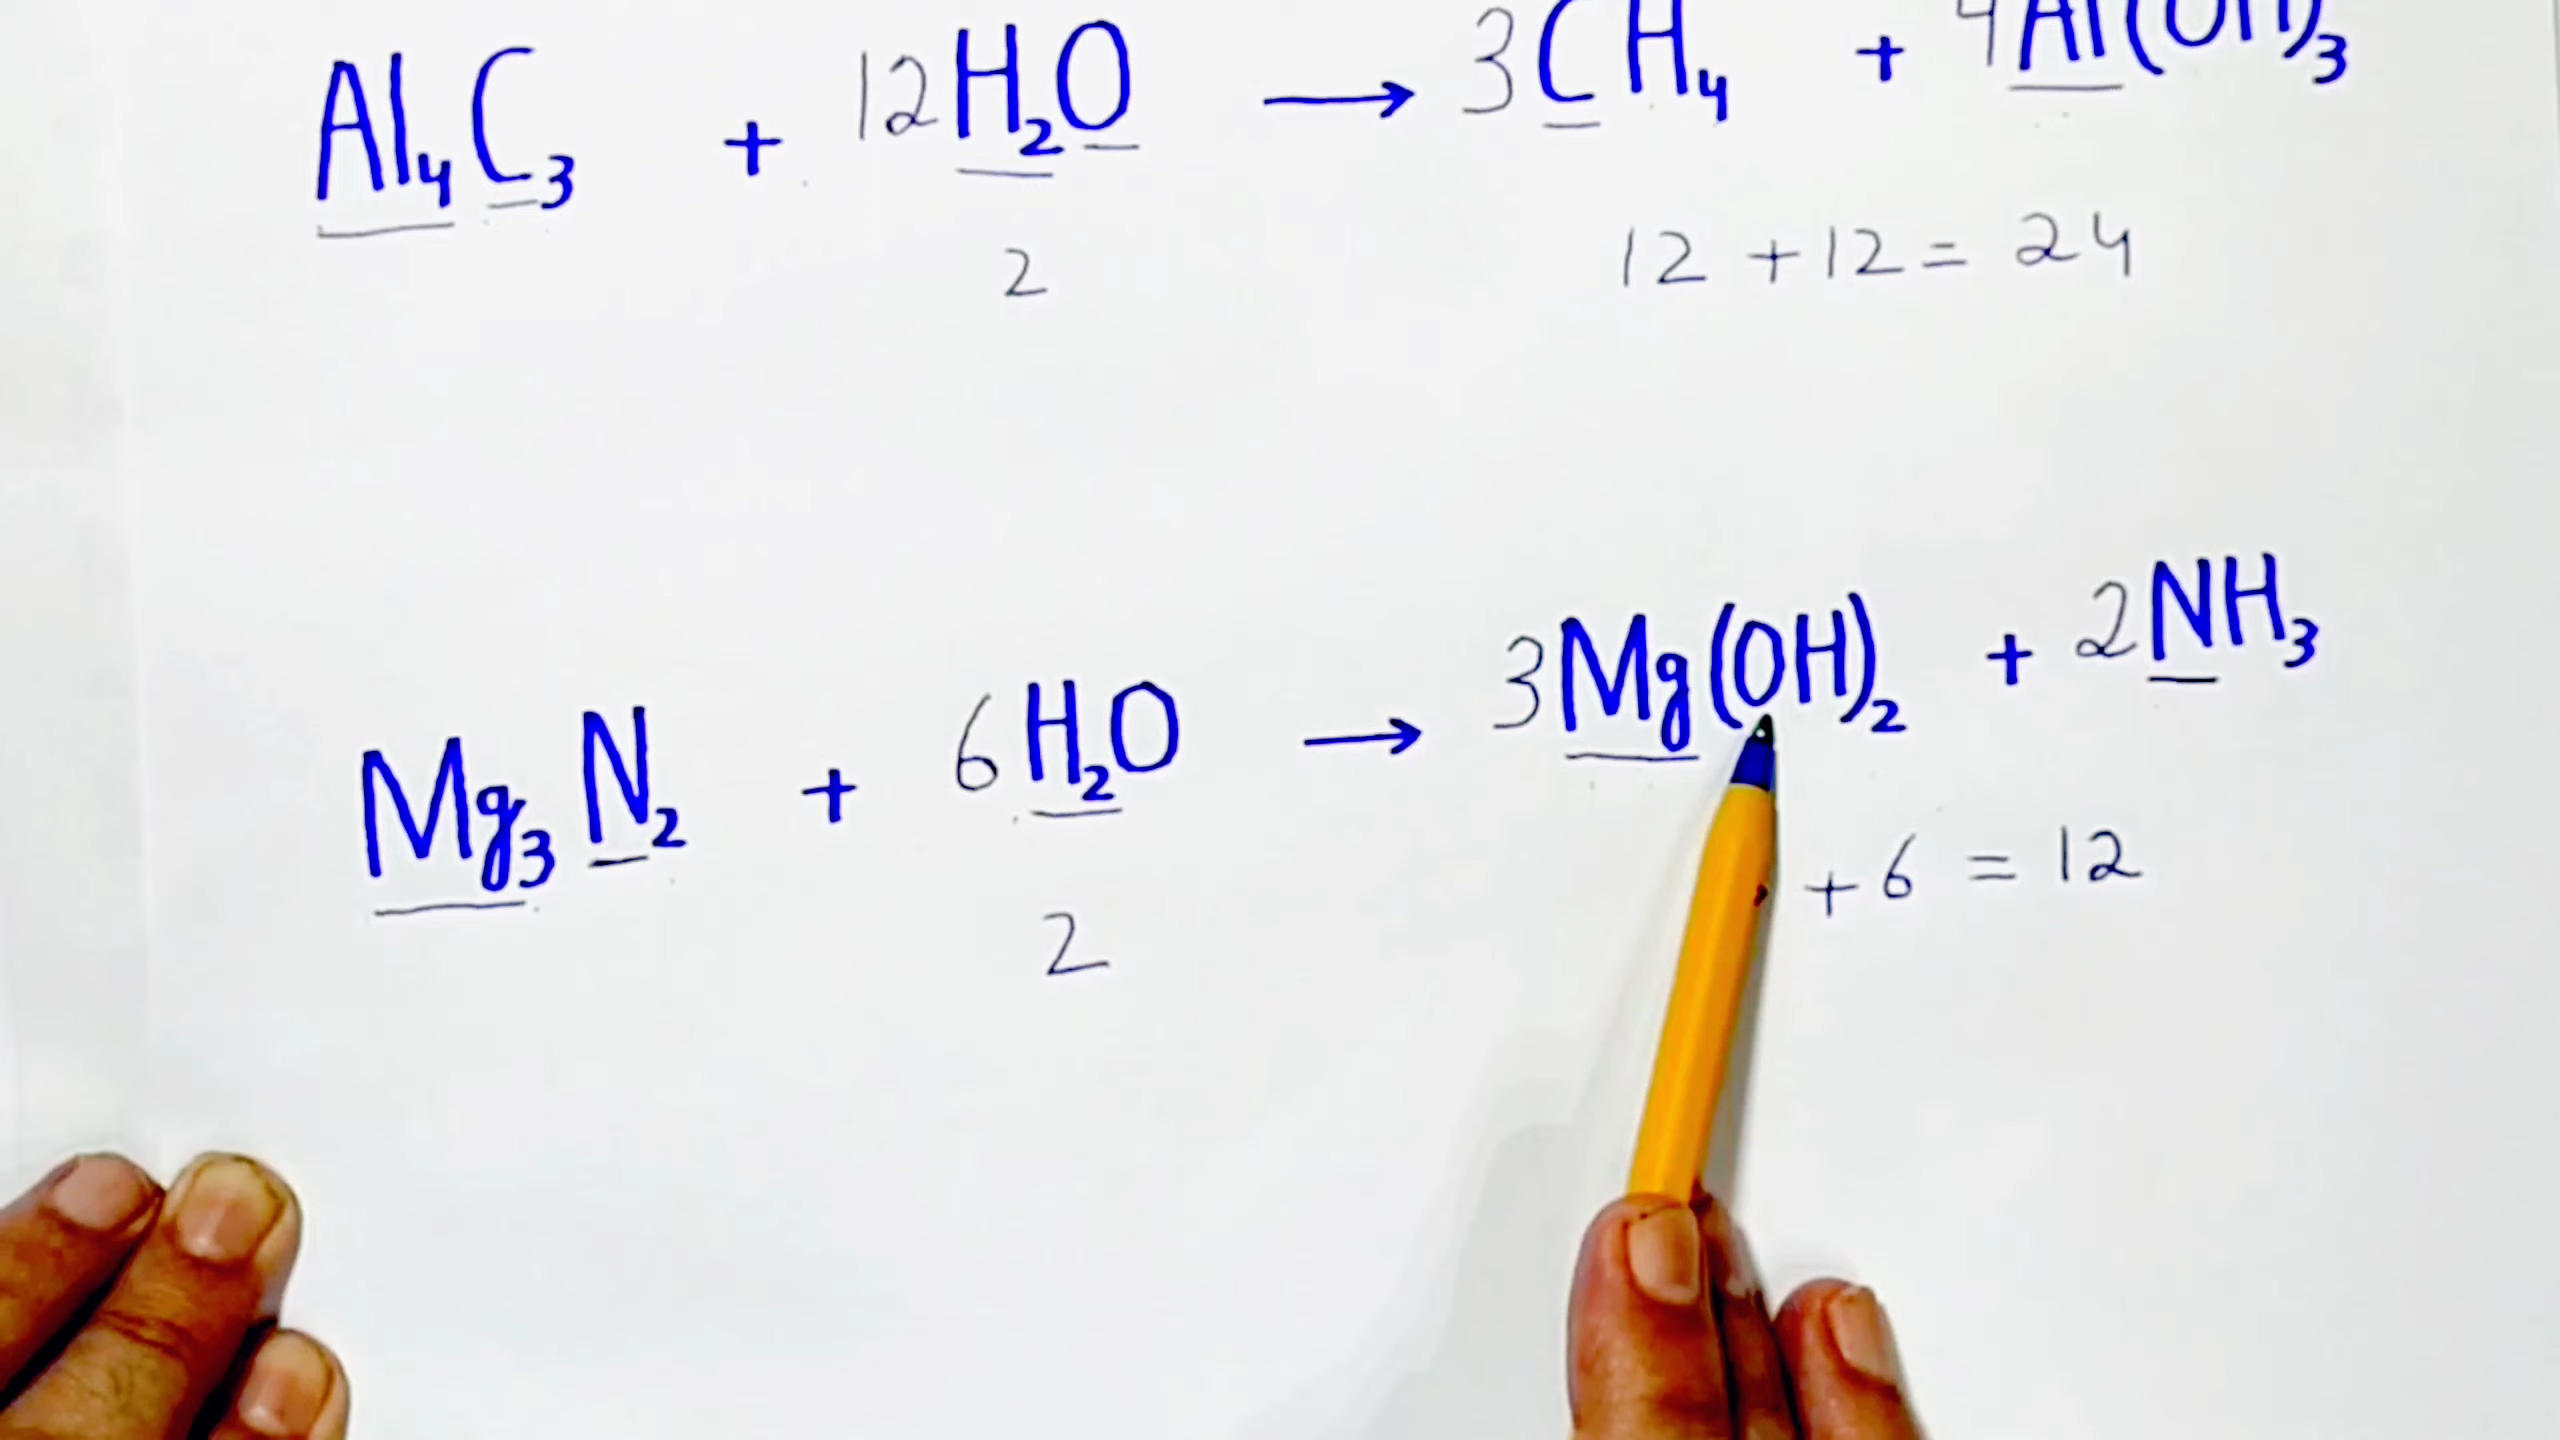 Al₄C₃ + 12H₂O → 3CH₄ + 4Al(OH)₃
2 12 + 12 = 24
Mg₃N₂ + 6H₂O → 3Mg(OH)₂ + 2NH₃
2 + 6 = 12